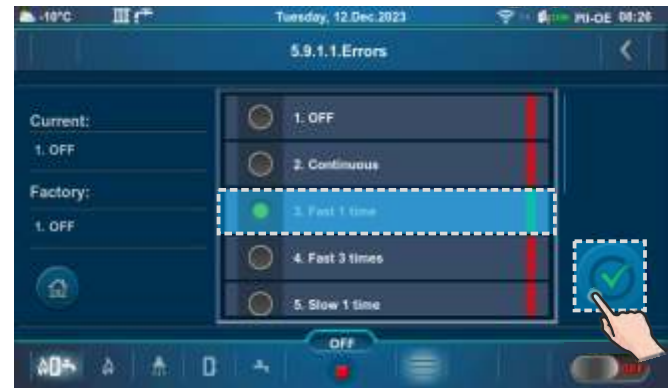 -10°C Tuesday, 12.Dec.2023 PU-OE 08:26
5.9.1.1.Errors
Current:
1. OFF
Factory:
1. OFF
1. OFF
2. Continuous
3. Fast 1 time
4. Fast 3 times
5. Slow 1 time
OFF
OFF